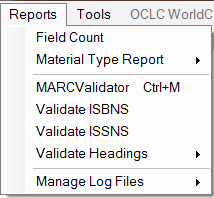 Reports Tools OCLC WorldC
Field Count
Material Type Report
MARCValidator Ctrl+M
Validate ISBNS
Validate ISSNS
Validate Headings
Manage Log Files